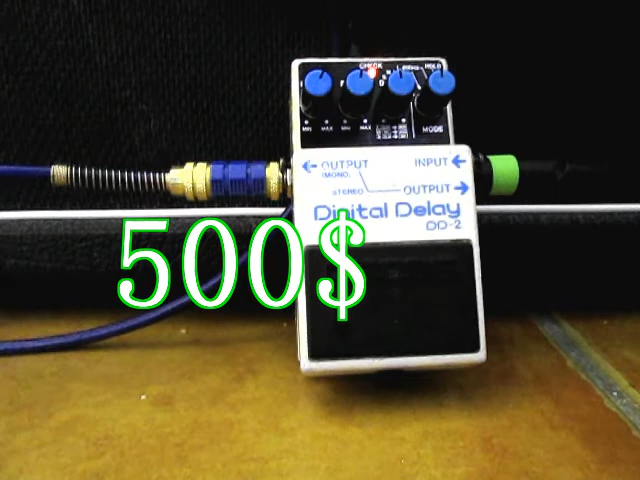 CHECK
HOLD
MIN MAX MIN MAX
MODE
OUTPUT INPUT
(MONO)
STEREO OUTPUT
Digital Delay
DD-2
500$